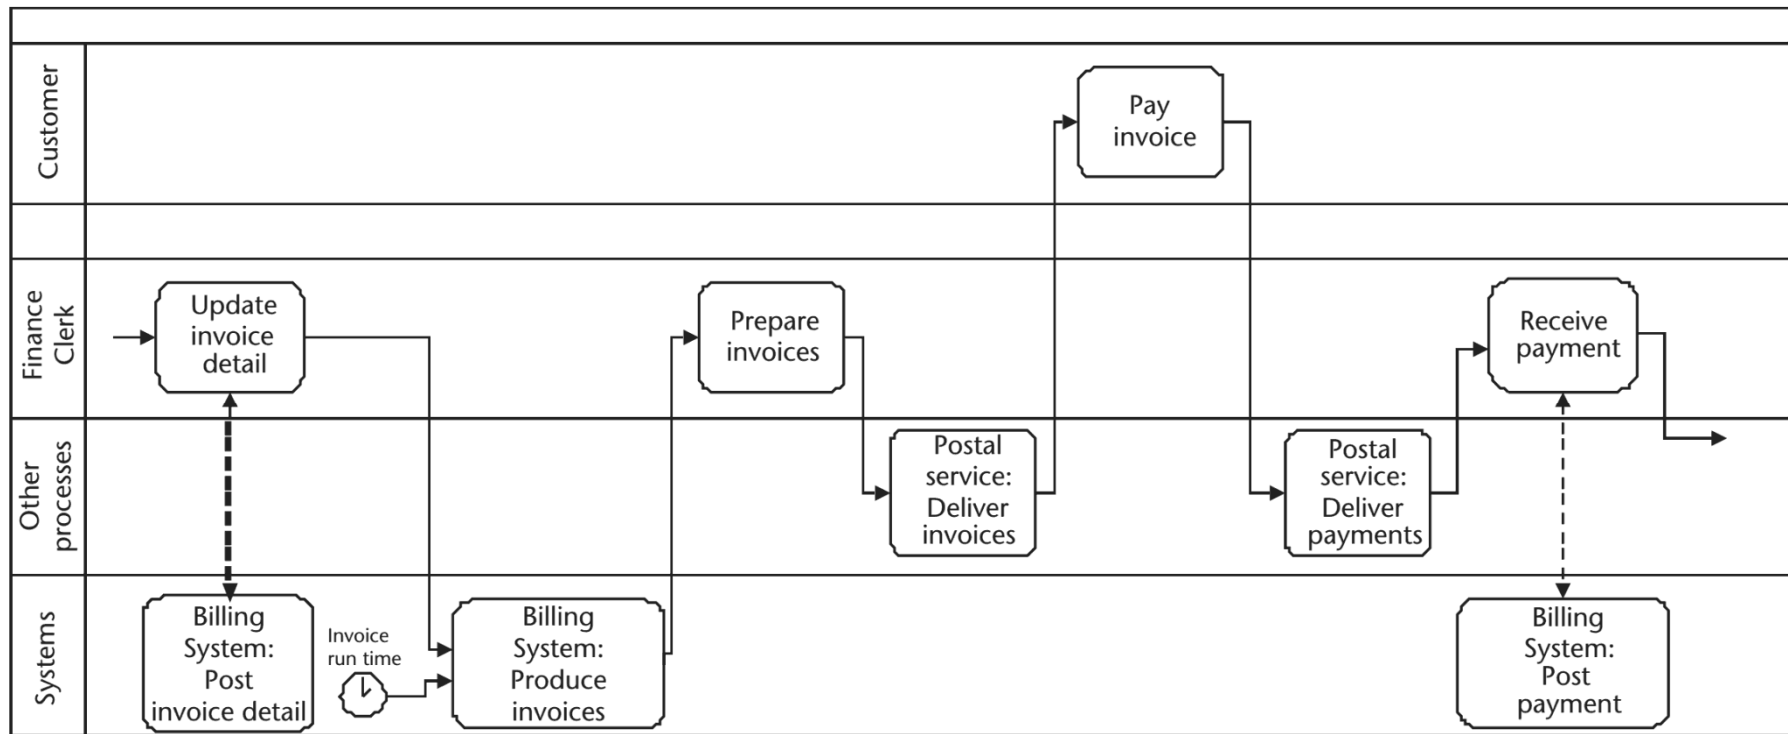 Customer
Pay
invoice
Finance
Clerk
Update
invoice
detail
Prepare
invoices
Receive
payment
Other
processes
Postal
service:
Deliver
invoices
Postal
service:
Deliver
payments
Systems
Billing
System:
Post
invoice detail
Invoice
run time
Billing
System:
Produce
invoices
Billing
System:
Post
payment